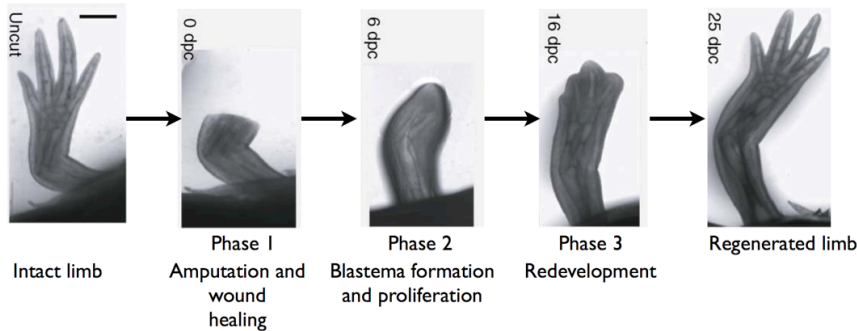 Uncut
0 dpc
6 dpc
16 dpc
25 dpc
Intact limb
Phase 1
Amputation and
wound
healing
Phase 2
Blastema formation
and proliferation
Phase 3
Redevelopment
Regenerated limb